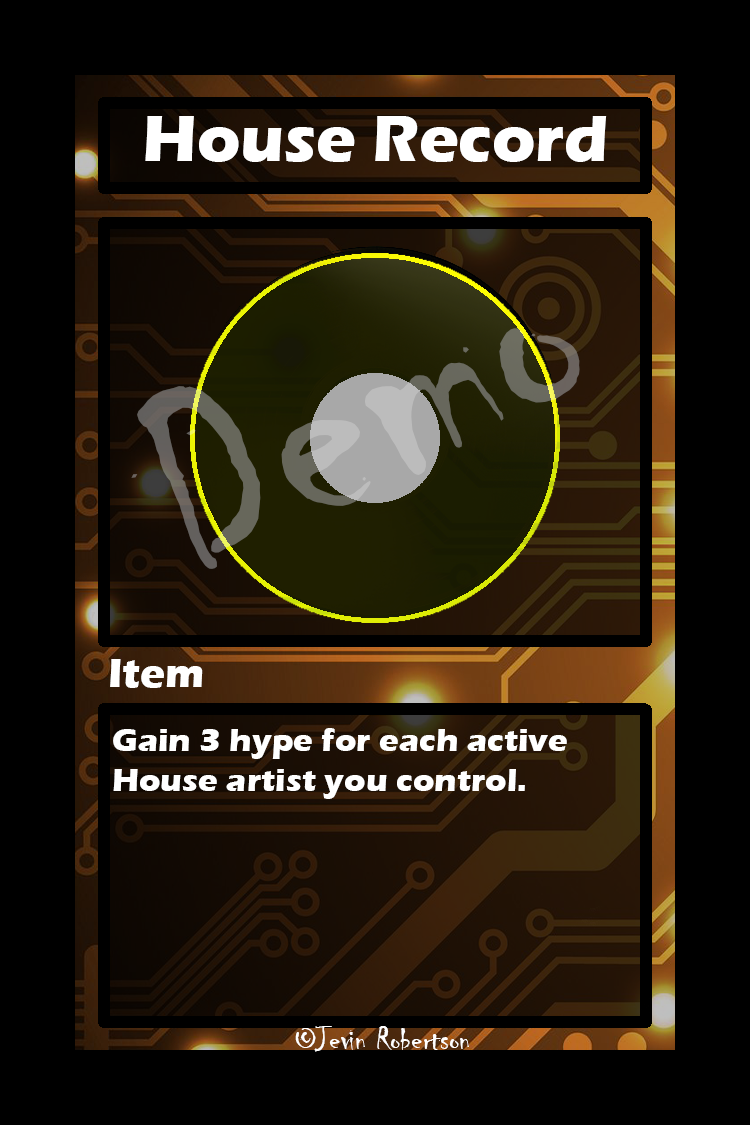 House Record
Demo
Item
Gain 3 hype for each active
House artist you control.
©Jevin Robertson